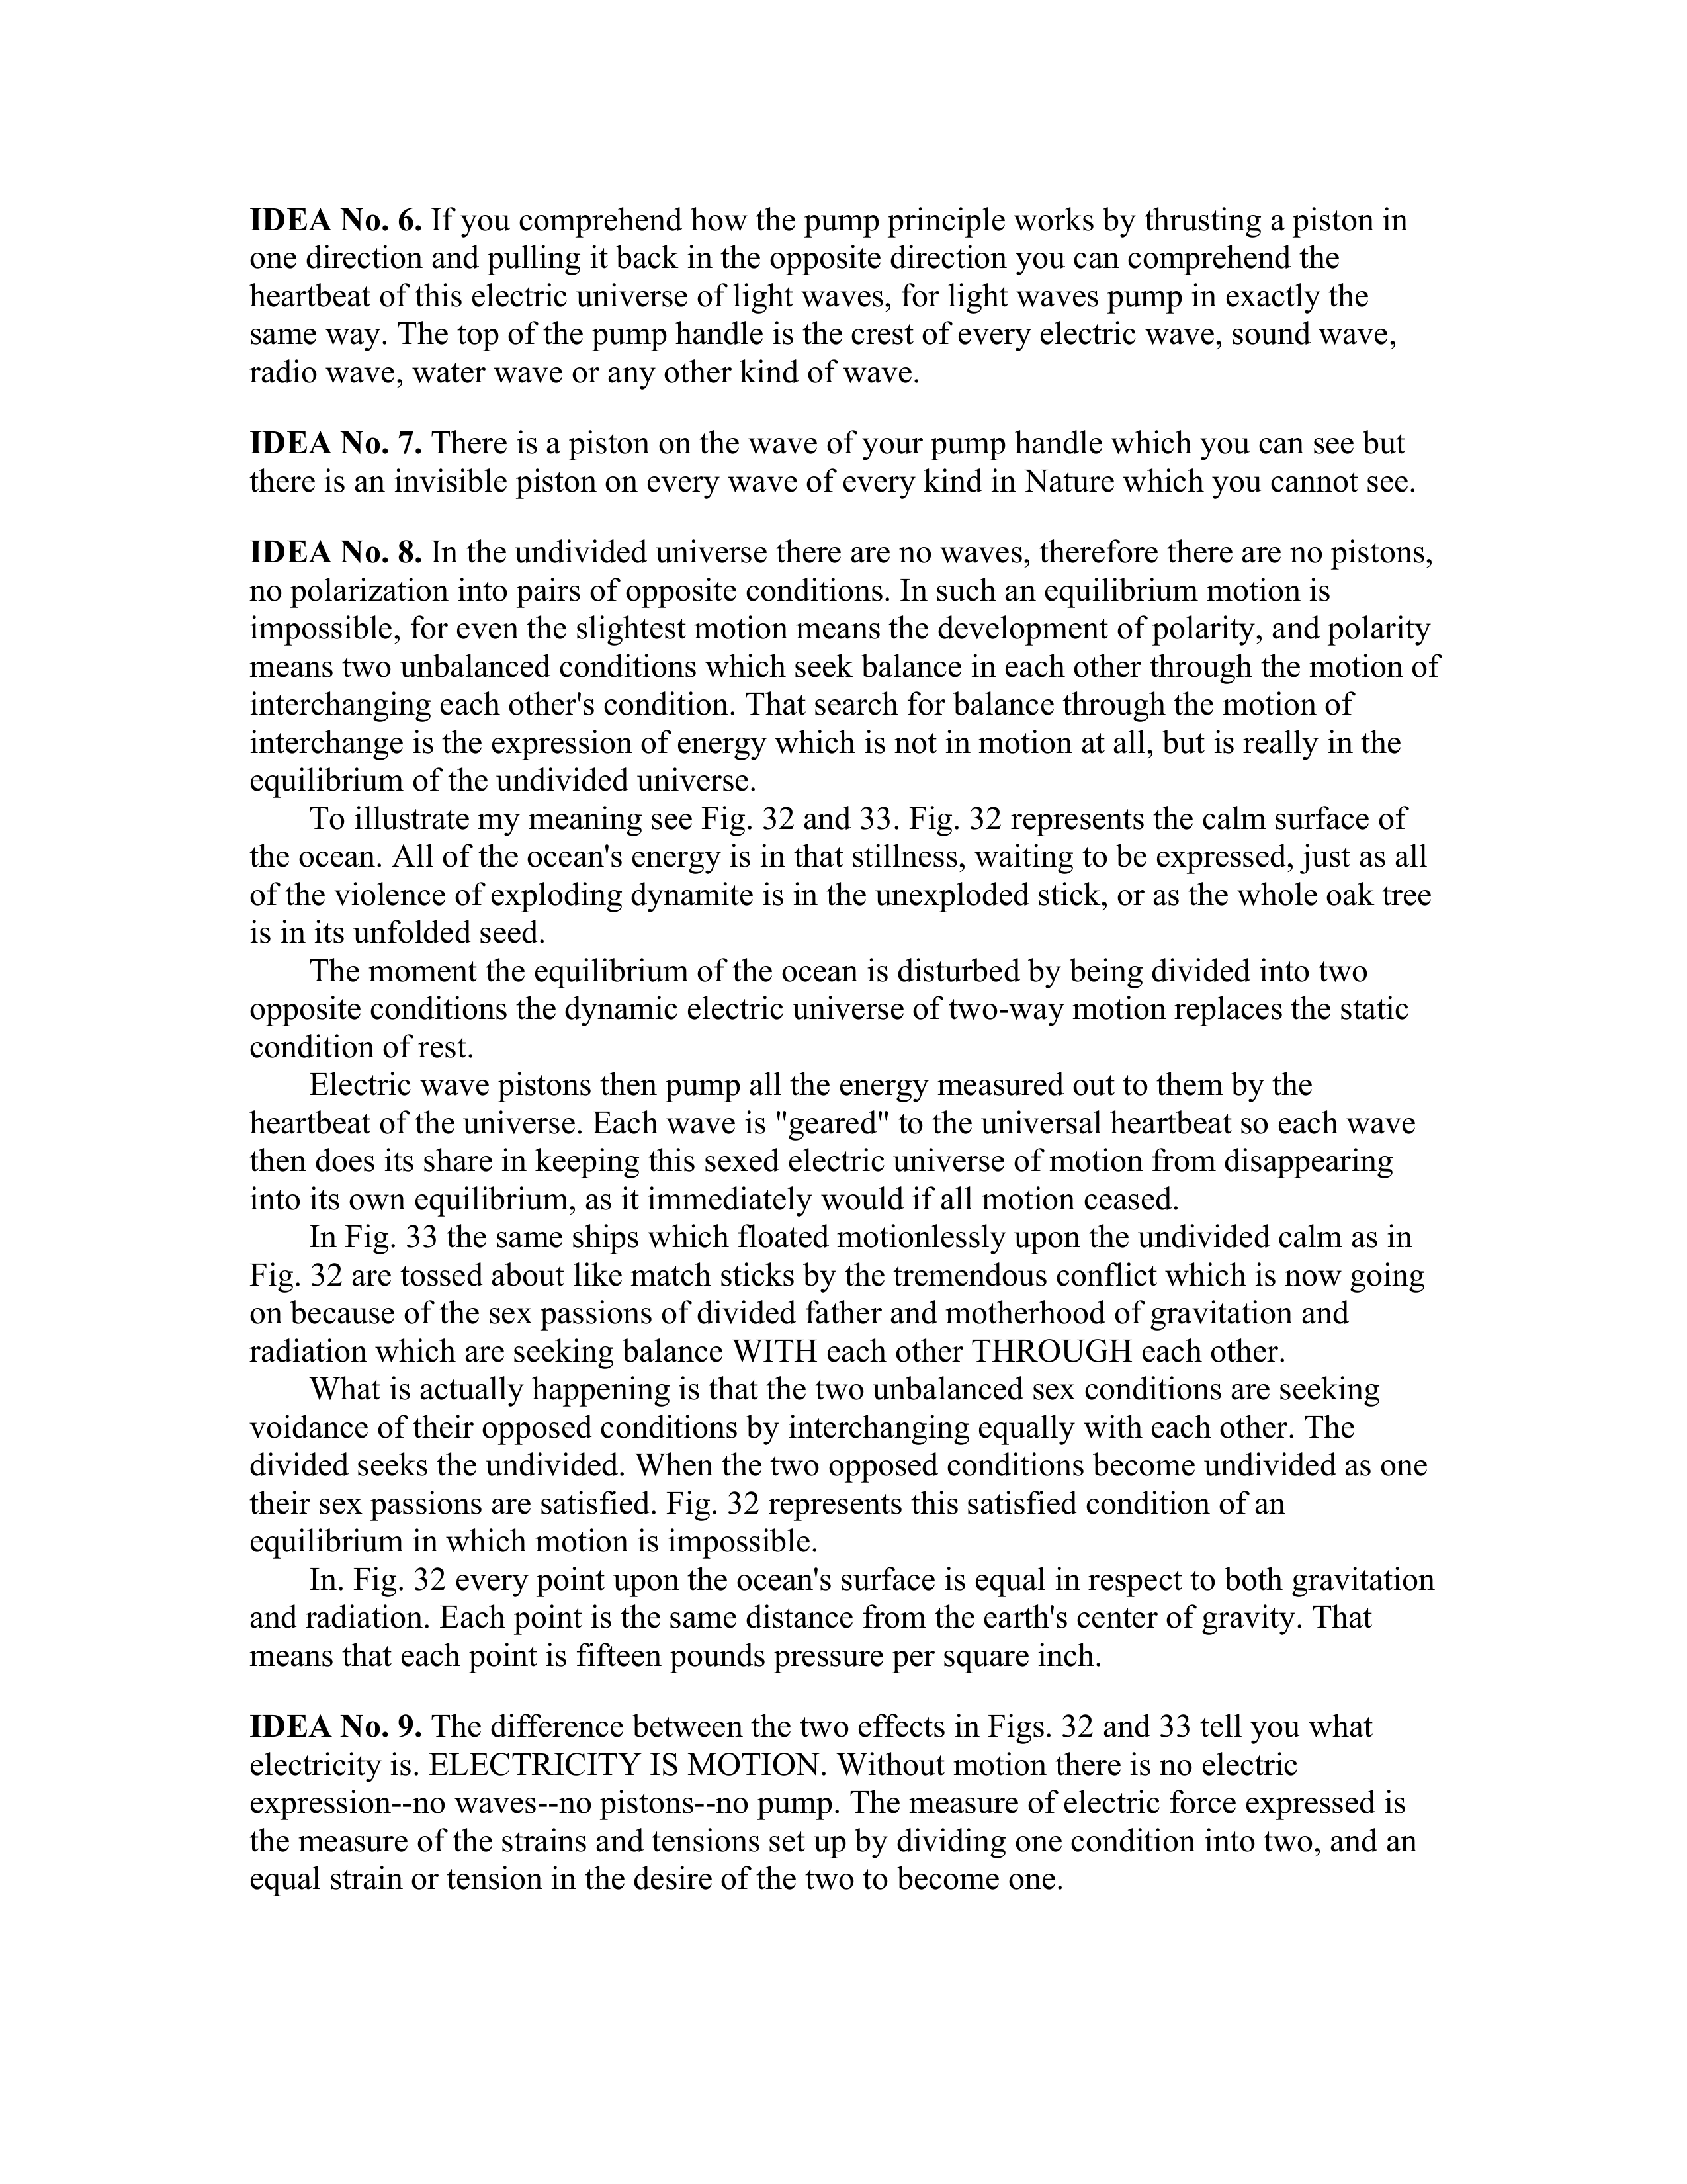 IDEA No. 6. If you comprehend how the pump principle works by thrusting a piston in
one direction and pulling it back in the opposite direction you can comprehend the
heartbeat of this electric universe of light waves, for light waves pump in exactly the
same way. The top of the pump handle is the crest of every electric wave, sound wave,
radio wave, water wave or any other kind of wave.
IDEA No. 7. There is a piston on the wave of your pump handle which you can see but
there is an invisible piston on every wave of every kind in Nature which you cannot see.
IDEA No. 8. In the undivided universe there are no waves, therefore there are no pistons,
no polarization into pairs of opposite conditions. In such an equilibrium motion is
impossible, for even the slightest motion means the development of polarity, and polarity
means two unbalanced conditions which seek balance in each other through the motion of
interchanging each other's condition. That search for balance through the motion of
interchange is the expression of energy which is not in motion at all, but is really in the
equilibrium of the undivided universe.
To illustrate my meaning see Fig. 32 and 33. Fig. 32 represents the calm surface of
the ocean. All of the ocean's energy is in that stillness, waiting to be expressed, just as all
of the violence of exploding dynamite is in the unexploded stick, or as the whole oak tree
is in its unfolded seed.
The moment the equilibrium of the ocean is disturbed by being divided into two
opposite conditions the dynamic electric universe of two-way motion replaces the static
condition of rest.
Electric wave pistons then pump all the energy measured out to them by the
heartbeat of the universe. Each wave is "geared" to the universal heartbeat so each wave
then does its share in keeping this sexed electric universe of motion from disappearing
into its own equilibrium, as it immediately would if all motion ceased.
In Fig. 33 the same ships which floated motionlessly upon the undivided calm as in
Fig. 32 are tossed about like match sticks by the tremendous conflict which is now going
on because of the sex passions of divided father and motherhood of gravitation and
radiation which are seeking balance WITH each other THROUGH each other.
What is actually happening is that the two unbalanced sex conditions are seeking
voidance of their opposed conditions by interchanging equally with each other. The
divided seeks the undivided. When the two opposed conditions become undivided as one
their sex passions are satisfied. Fig. 32 represents this satisfied condition of an
equilibrium in which motion is impossible.
In. Fig. 32 every point upon the ocean's surface is equal in respect to both gravitation
and radiation. Each point is the same distance from the earth's center of gravity. That
means that each point is fifteen pounds pressure per square inch.
IDEA No. 9. The difference between the two effects in Figs. 32 and 33 tell you what
electricity is. ELECTRICITY IS MOTION. Without motion there is no electric
expression--no waves--no pistons--no pump. The measure of electric force expressed is
the measure of the strains and tensions set up by dividing one condition into two, and an
equal strain or tension in the desire of the two to become one.